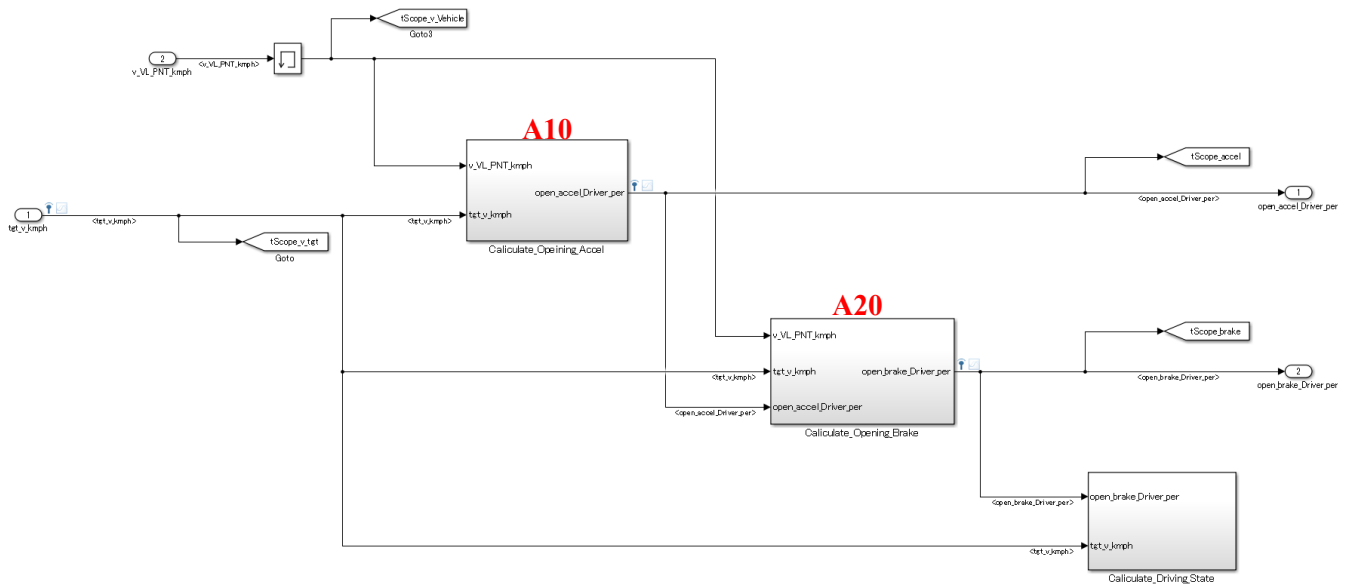 tScope_v_Vehicle
Goto3
2
v_VL_PNT_kmph
<v_VL_PNT_kmph>
A10
v_VL_PNT_kmph
open_accel_Driver_per
tgt_v_kmph
Caliculate_Opeining_Accel
tScope_accel
1
<open_accel_Driver_per>
open_accel_Driver_per
1
tgt_v_kmph
<tgt_v_kmph>
<tgt_v_kmph>
tScope_v_tgt
Goto
A20
v_VL_PNT_kmph
tgt_v_kmph
open_brake_Driver_per
open_accel_Driver_per
<tgt_v_kmph>
<open_accel_Driver_per>
Caliculate_Opening_Brake
tScope_brake
2
<open_brake_Driver_per>
open_brake_Driver_per
open_brake_Driver_per
<open_brake_Driver_per>
tgt_v_kmph
<tgt_v_kmph>
Caliculate_Driving_State